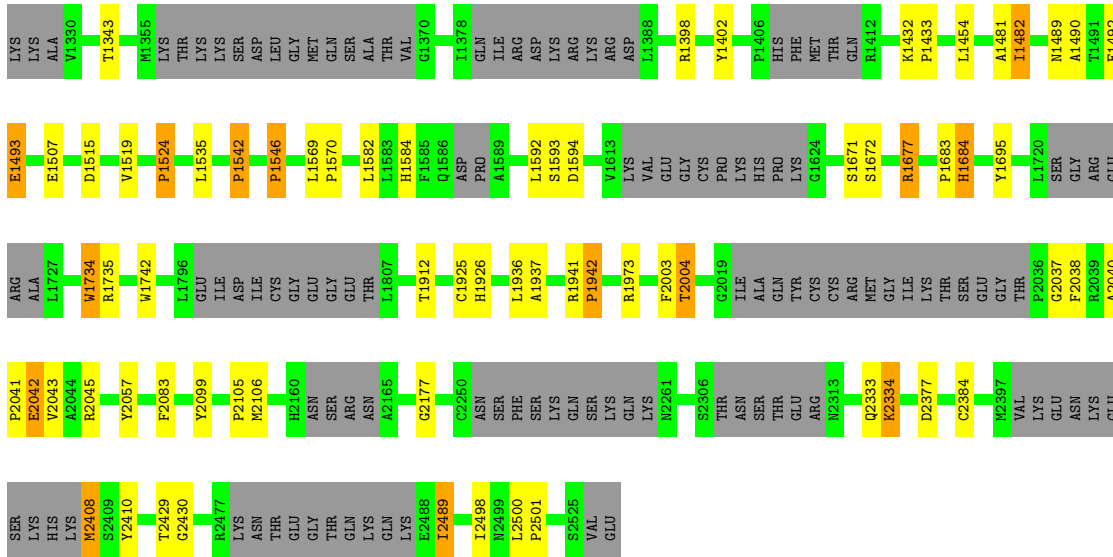 LYS LYS ALA V1330 T1343 M1355 LYS THR LYS LYS SER ASP LEU GLY MET GLN SER ALA THR VAL G1370 I1378 GLN ILE ARG ASP LYS ARG LYS ARG ASP L1388 R1398 Y1402 P1406 HIS PHE MET THR GLN R1412 K1432 P1433 L1454 A1481 I1482 N1489 A1490 T1491
E1493 E1507 D1515 V1519 P1524 L1535 P1542 P1546 L1569 P1570 L1582 L1583 H1584 F1585 Q1586 ASP PRO A1589 L1592 S1593 D1594 V1613 LYS VAL GLU GLY CYS PRO LYS HIS PRO LYS G1624 S1671 S1672 R1677 P1683 H1684 Y1695 L1720 SER GLY ARG GLU
ARG ALA L1727 W1734 R1735 W1742 L1796 GLU ILE ASP ILE CYS GLY GLU GLY GLU THR L1807 T1912 C1925 H1926 L1936 A1937 R1941 P1942 R1973 F2003 T2004 G2019 ILE ALA GLN TYR CYS CYS ARG MET GLY ILE LYS THR SER GLU GLY THR P2036 G2037 F2038 R2039 A2040
P2041 E2042 V2043 A2044 R2045 Y2057 F2083 Y2099 P2105 M2106 H2160 ASN SER ARG ASN A2165 G2177 C2250 ASN SER PHE SER LYS GLN SER LYS GLN LYS N2261 S2306 THR ASN SER THR GLU ARG N2313 Q2333 K2334 D2377 C2384 M2397 VAL LYS GLU ASN LYS GLU
SER LYS HIS LYS M2408 S2409 Y2410 T2429 G2430 R2477 LYS ASN THR GLU GLY THR GLN LYS GLN LYS E2488 I2489 I2498 N2499 L2500 P2501 S2525 VAL GLU